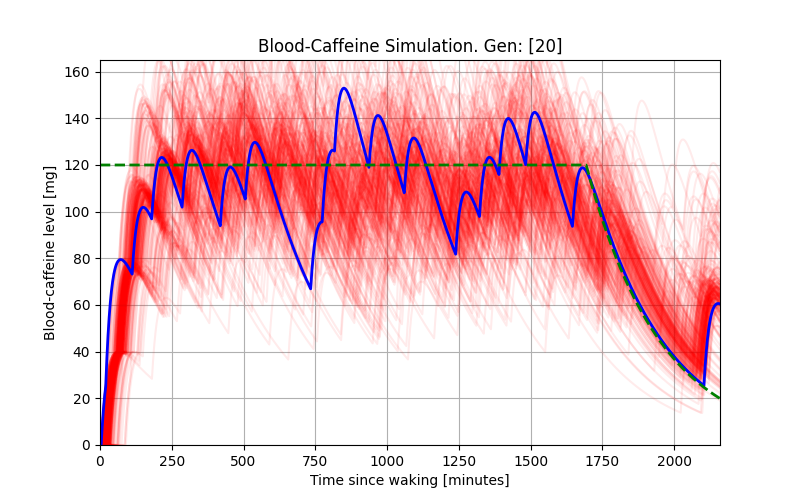 Blood-Caffeine Simulation. Gen: [20]
160
140
120
100
80
60
40
20
0
Blood-caffeine level [mg]
0 250 500 750 1000 1250 1500 1750 2000
Time since waking [minutes]